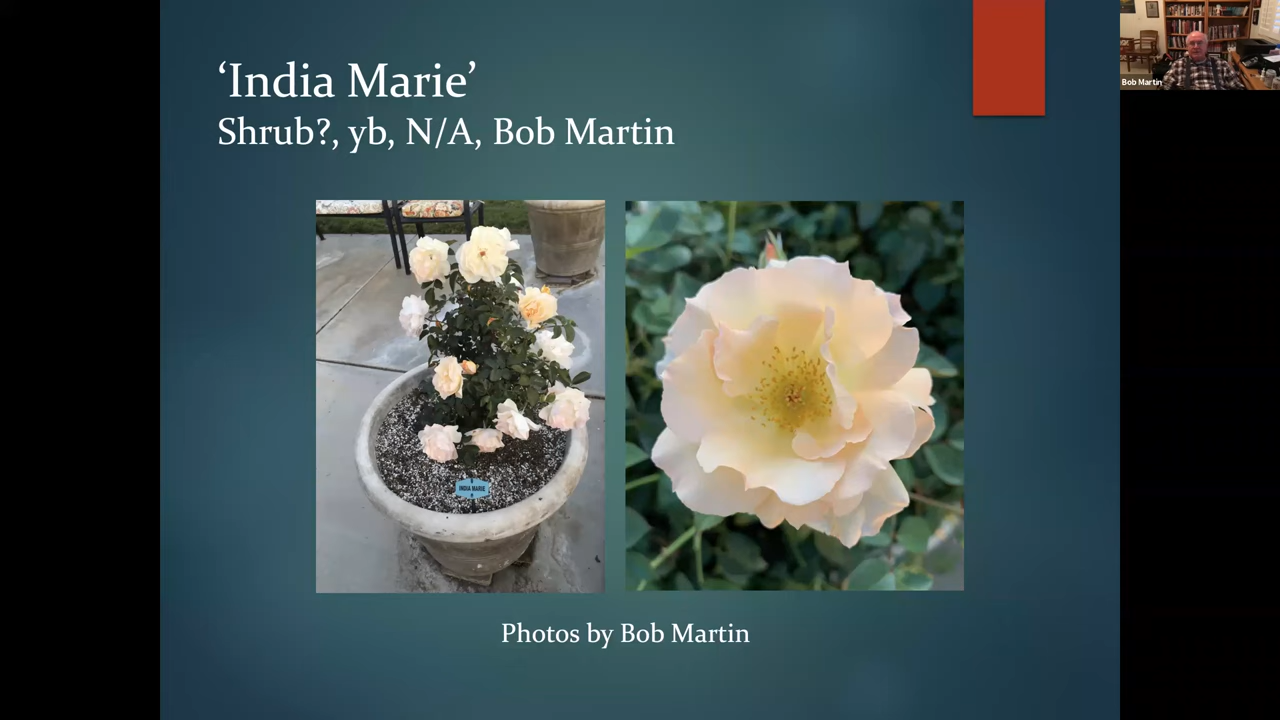 ‘India Marie’
Shrub?, yb, N/A, Bob Martin
INDIA MARIE
Photos by Bob Martin
Bob Martin